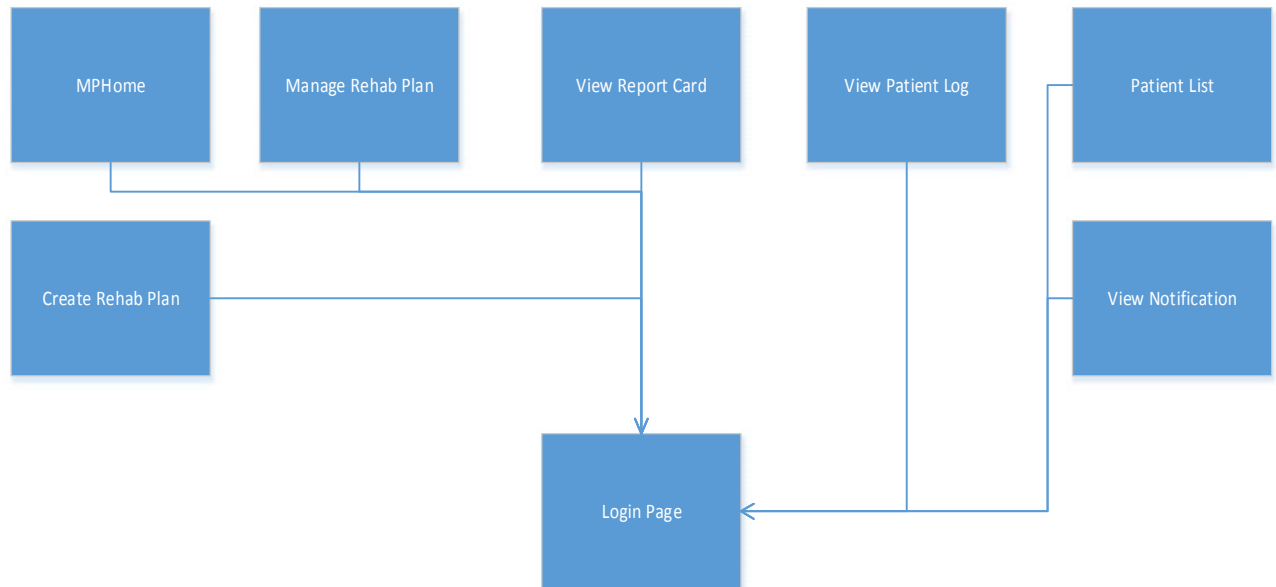 MPHome
Manage Rehab Plan
View Report Card
View Patient Log
Patient List
Create Rehab Plan
View Notification
Login Page